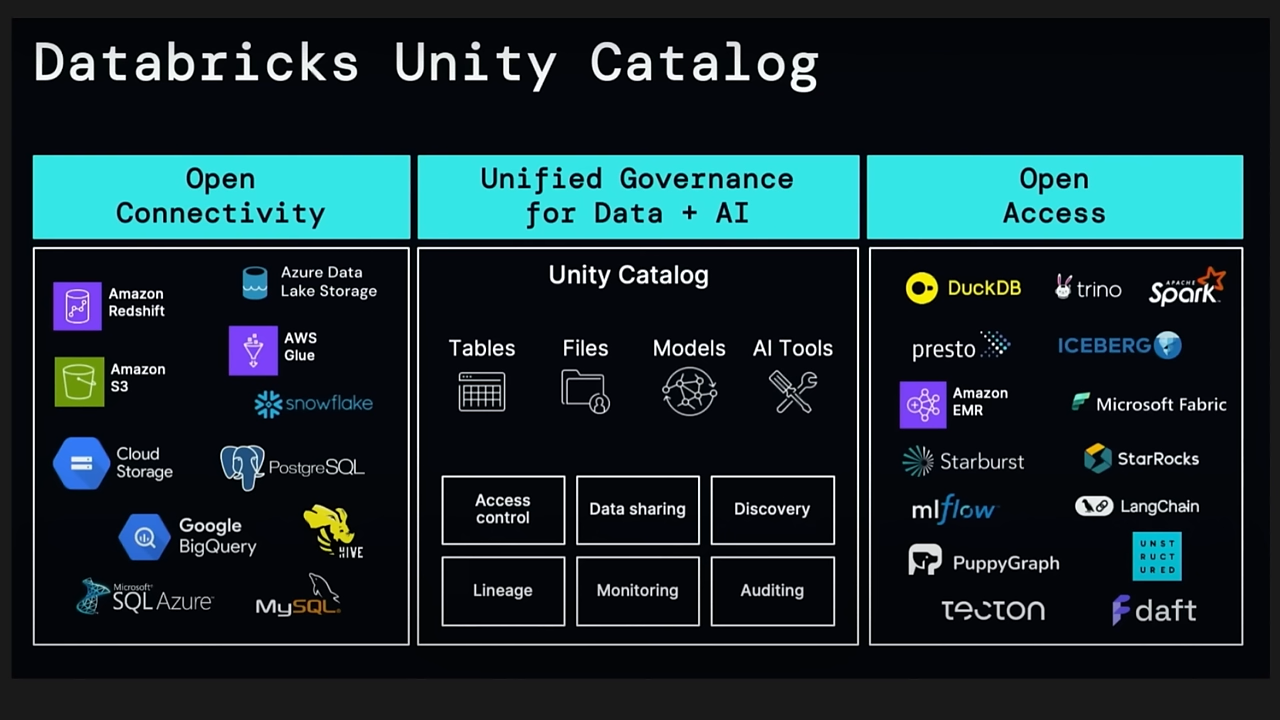 Databricks Unity Catalog
Open
Connectivity
Unified Governance
for Data + AI
Open
Access
Amazon
Redshift
Azure Data
Lake Storage
AWS
Glue
Amazon
S3
snowflake
Cloud
Storage
PostgreSQL
Google
BigQuery
HIVE
Microsoft
SQL Azure
MySQL
Unity Catalog
Tables
Files
Models
AI Tools
Access
control
Data sharing
Discovery
Lineage
Monitoring
Auditing
DuckDB
trino
APACHE
Spark
presto
ICEBERG
Amazon
EMR
Microsoft Fabric
Starburst
StarRocks
mlflow
LangChain
PuppyGraph
UNST
RUCT
URED
TECTON
daft